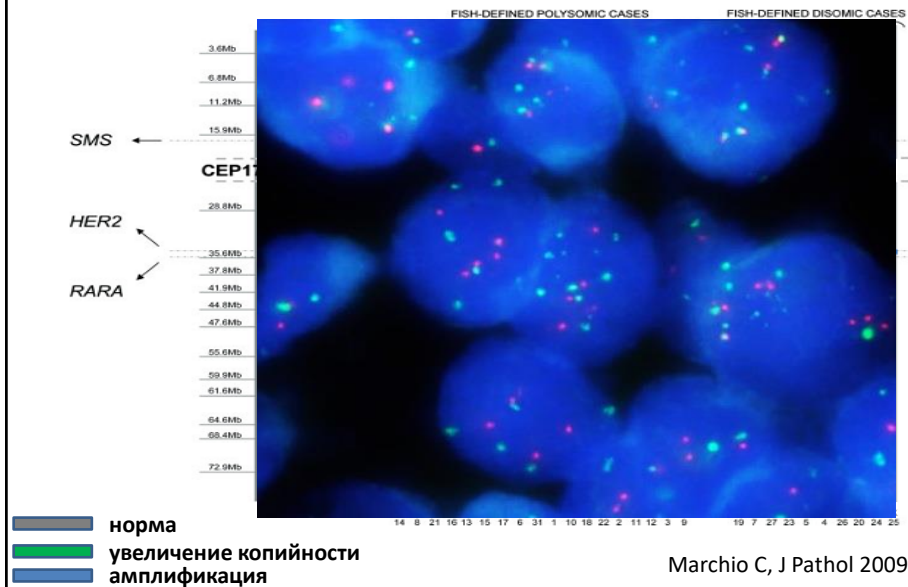 FISH-DEFINED POLYSOMIC CASES FISH-DEFINED DISOMIC CASES
3.6Mb
6.8Mb
11.2Mb
15.9Mb
SMS
CEP17
28.8Mb
HER2
35.6Mb
37.8Mb
RARA
41.9Mb
44.8Mb
47.6Mb
55.6Mb
59.9Mb
61.6Mb
64.6Mb
68.4Mb
72.9Mb
14 8 21 16 13 15 17 6 31 1 10 18 22 2 11 12 3 9 19 7 27 23 5 4 26 20 24 25
норма
увеличение копийности
амплификация
Marchio C, J Pathol 2009